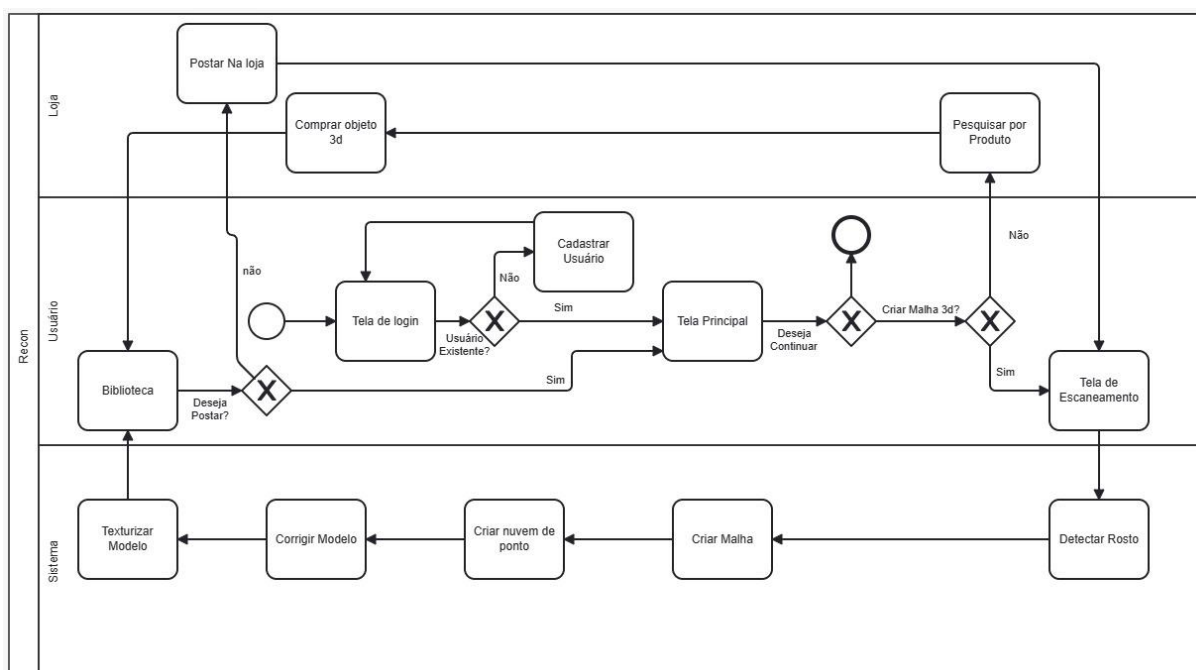 Recon
Loja
Postar Na loja
Comprar objeto
3d
Pesquisar por
Produto
Usuário
não
Tela de login
Usuário
Existente?
Não
Cadastrar
Usuário
Sim
Tela Principal
Deseja
Continuar
Criar Malha 3d?
Não
Sim
Tela de
Escaneamento
Biblioteca
Deseja
Postar?
Sim
Sistema
Texturizar
Modelo
Corrigir Modelo
Criar nuvem de
ponto
Criar Malha
Detectar Rosto